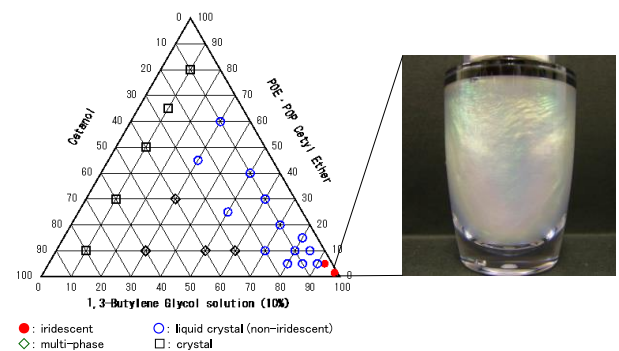 0 100
10 90
20 80
30 70
40 60
50 50
60 40
70 30
80 20
90 10
100 0
0 10 20 30 40 50 60 70 80 90 100
Cetanol
POE・POP Cetyl Ether
1,3-Butylene Glycol solution (10%)
: iridescent
: liquid crystal (non-iridescent)
: multi-phase
: crystal